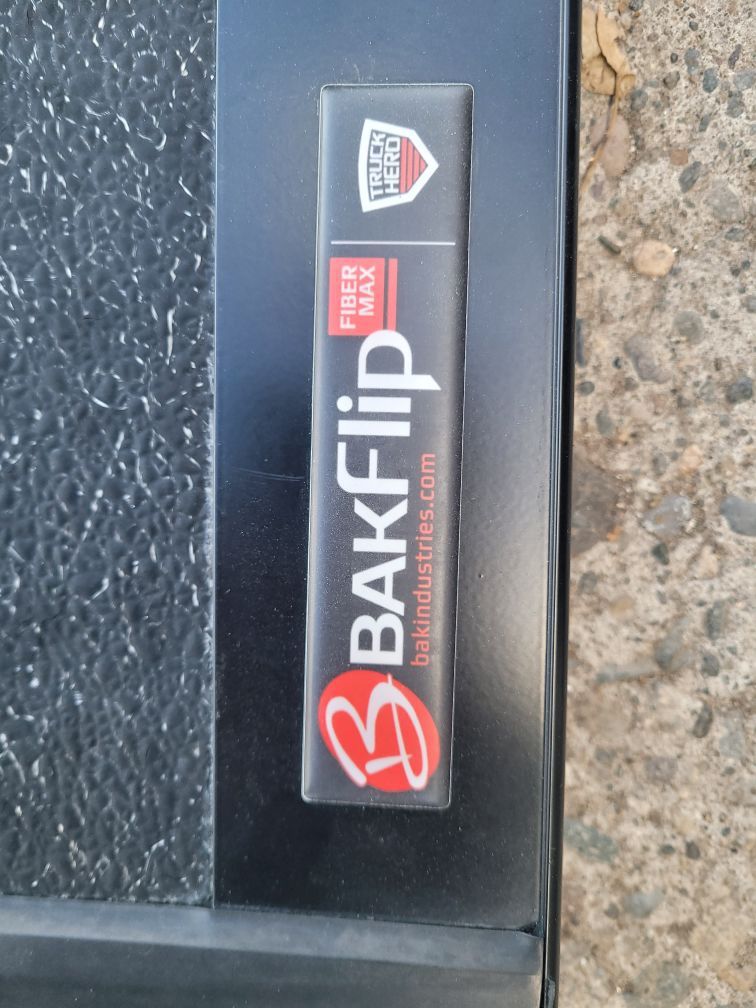 BAKFlip
FIBER
MAX
bakindustries.com
TRUCK
HERO